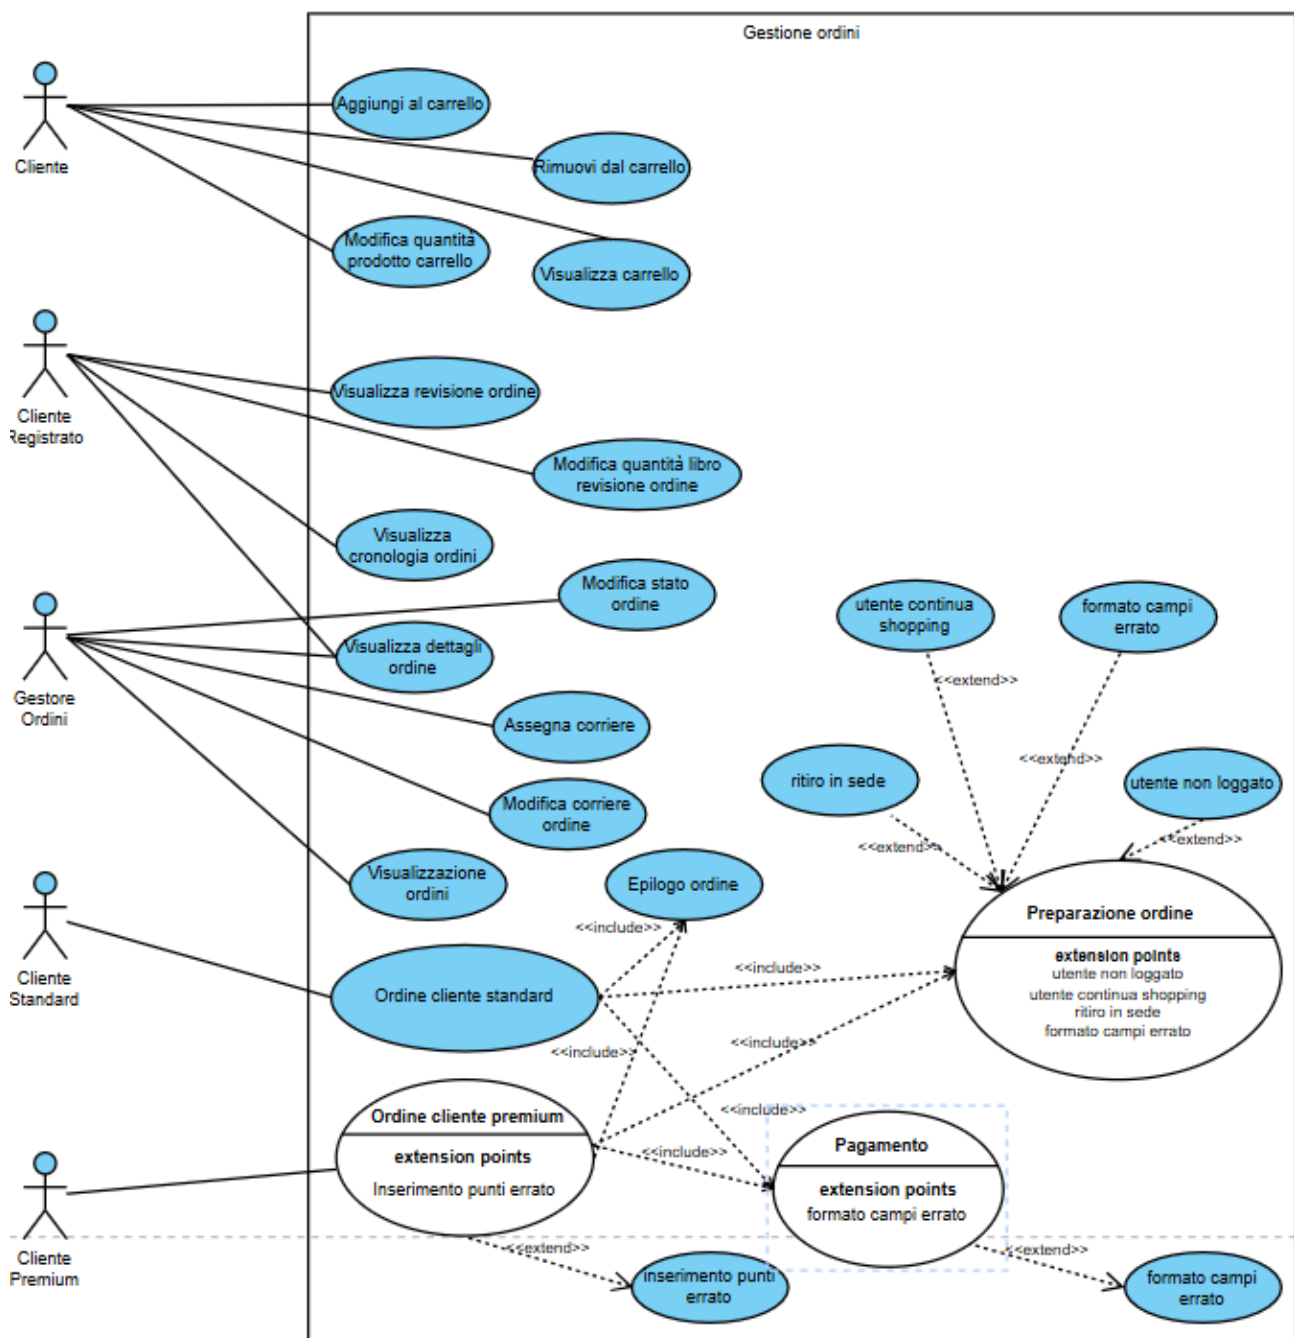 Gestione ordini
Cliente
Aggiungi al carrello
Rimuovi dal carrello
Modifica quantità
prodotto carrello
Visualizza carrello
Cliente
Registrato
Visualizza revisione ordine
Modifica quantità libro
revisione ordine
Visualizza
cronologia ordini
Modifica stato
ordine
utente continua
shopping
formato campi
errato
Gestore
Ordini
Visualizza dettagli
ordine
<<extend>>
Assegna corriere
<<extend>>
ritiro in sede
utente non loggato
Modifica corriere
ordine
<<extend>>
<<extend>>
Visualizzazione
ordini
Epilogo ordine
<<include>>
Preparazione ordine
extension points
utente non loggato
utente continua shopping
ritiro in sede
formato campi errato
Cliente
Standard
Ordine cliente standard
<<include>>
<<include>>
<<include>>
<<include>>
Ordine cliente premium
extension points
Inserimento punti errato
<<include>>
Pagamento
extension points
formato campi errato
Cliente
Premium
<<extend>>
<<extend>>
inserimento punti
errato
formato campi
errato